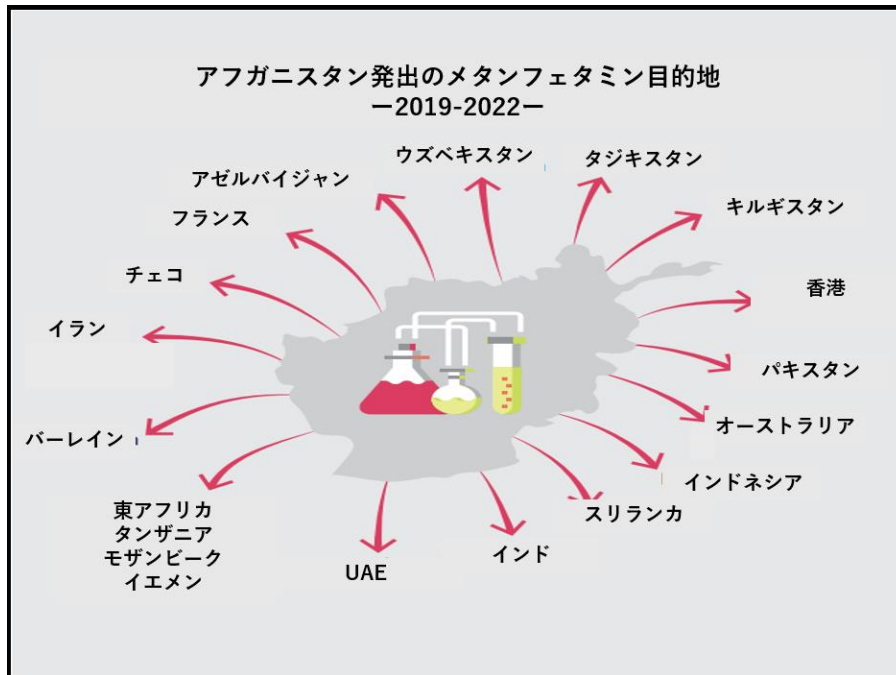 アフガニスタン発出のメタンフェタミン目的地
ー2019-2022ー
ウズベキスタン
タジキスタン
アゼルバイジャン
キルギスタン
フランス
チェコ
香港
イラン
パキスタン
オーストラリア
バーレイン
インドネシア
東アフリカ
タンザニア
モザンビーク
イエメン
スリランカ
インド
UAE